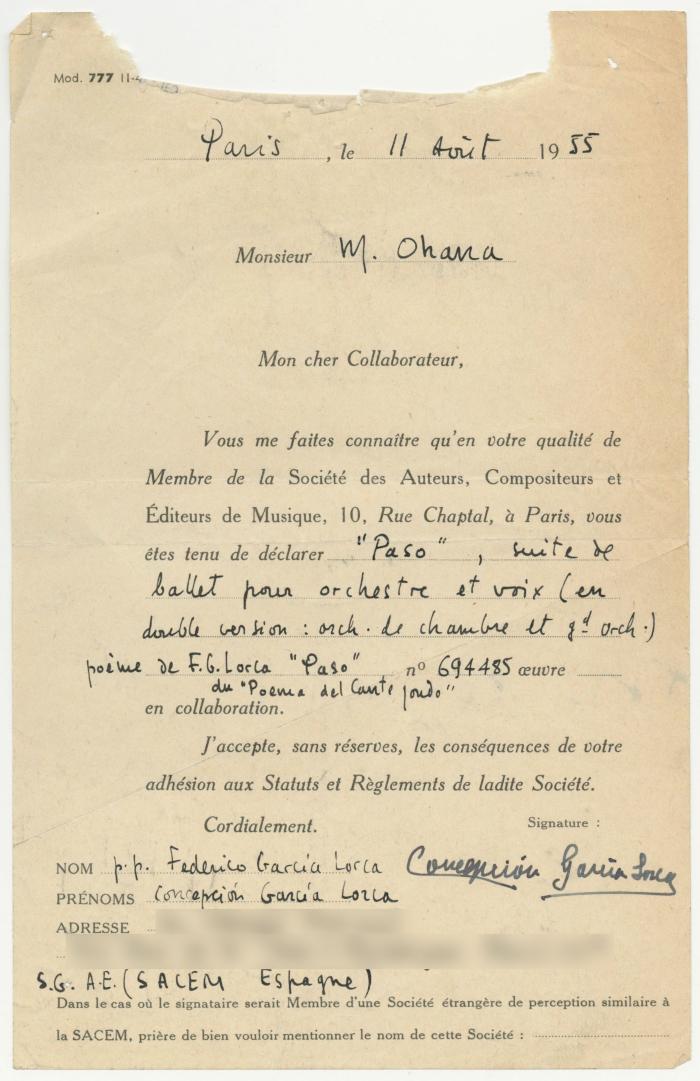 Mod. 777 11-4
Paris, le 11 Août 1955
Monsieur M. Ohana
Mon cher Collaborateur,
Vous me faites connaître qu'en votre qualité de
Membre de la Société des Auteurs, Compositeurs et
Éditeurs de Musique, 10, Rue Chaptal, à Paris, vous
êtes tenu de déclarer "Paso", suite de
ballet pour orchestre et voix (en
double version : orch. de chambre et gd orch.)
poème de F.G. Lorca "Paso" n° 694485 œuvre
du "Poema del Cante jondo"
en collaboration.
J'accepte, sans réserves, les conséquences de votre
adhésion aux Statuts et Règlements de ladite Société.
Cordialement. Signature :
NOM p.p. Federico García Lorca Concepción García Lorca
PRÉNOMS Concepción García Lorca
ADRESSE
S.G.A.E. (SACEM Espagne)
Dans le cas où le signataire serait Membre d'une Société étrangère de perception similaire à
la SACEM, prière de bien vouloir mentionner le nom de cette Société :